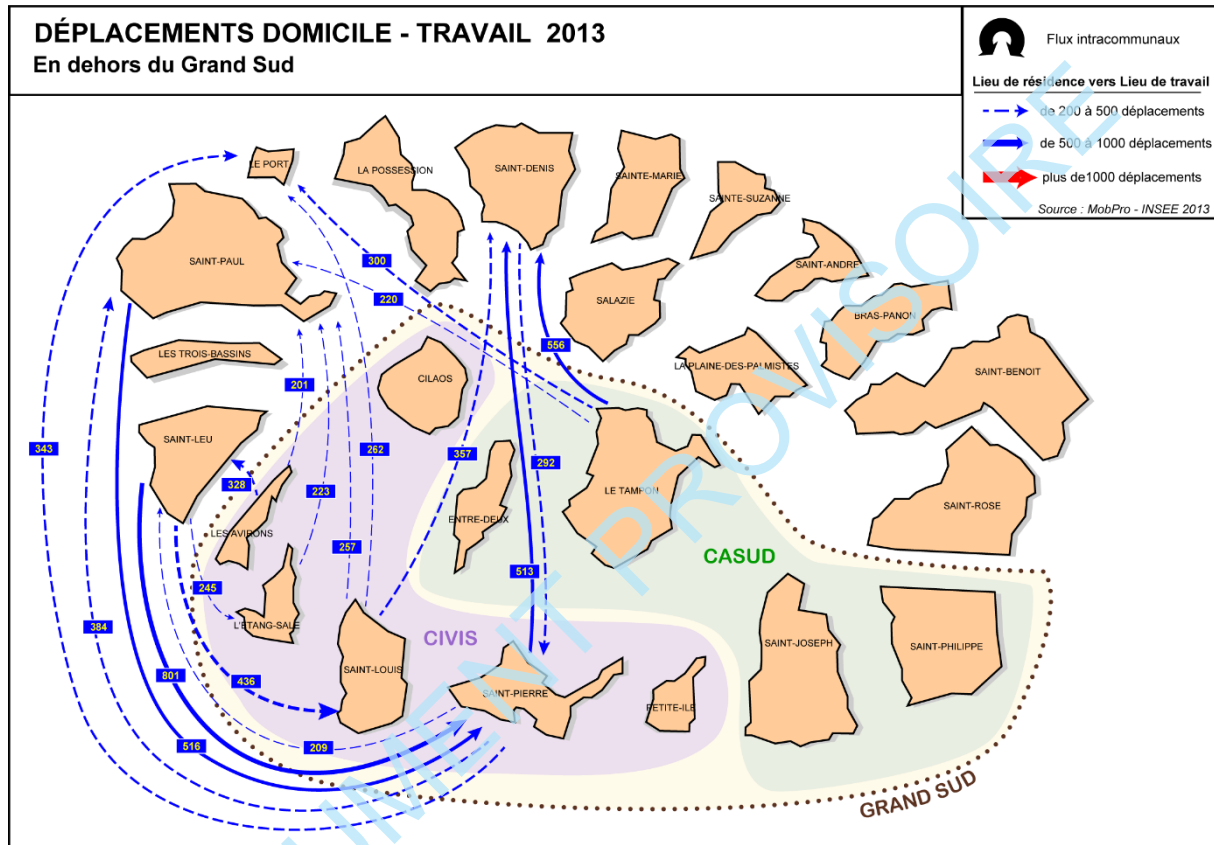 DÉPLACEMENTS DOMICILE - TRAVAIL 2013
En dehors du Grand Sud
Flux intracommunaux
Lieu de résidence vers Lieu de travail
de 200 à 500 déplacements
de 500 à 1000 déplacements
plus de1000 déplacements
Source : MobPro - INSEE 2013
LE PORT
LA POSSESSION
SAINT-DENIS
SAINTE-MARIE
SAINTE-SUZANNE
SAINT-PAUL
SAINT-ANDRE
300
220
SALAZIE
BRAS-PANON
556
LES TROIS-BASSINS
CILAOS
LA PLAINE-DES-PALMISTES
SAINT-BENOIT
201
SAINT-LEU
343
262
357
292
328
223
LE TAMPON
SAINT-ROSE
LES AVIRONS
ENTRE-DEUX
257
513
CASUD
245
L'ETANG-SALE
384
CIVIS
SAINT-JOSEPH
SAINT-PHILIPPE
801
436
SAINT-LOUIS
SAINT-PIERRE
PETITE-ILE
516
209
GRAND SUD
UMENT PROVISOIRE